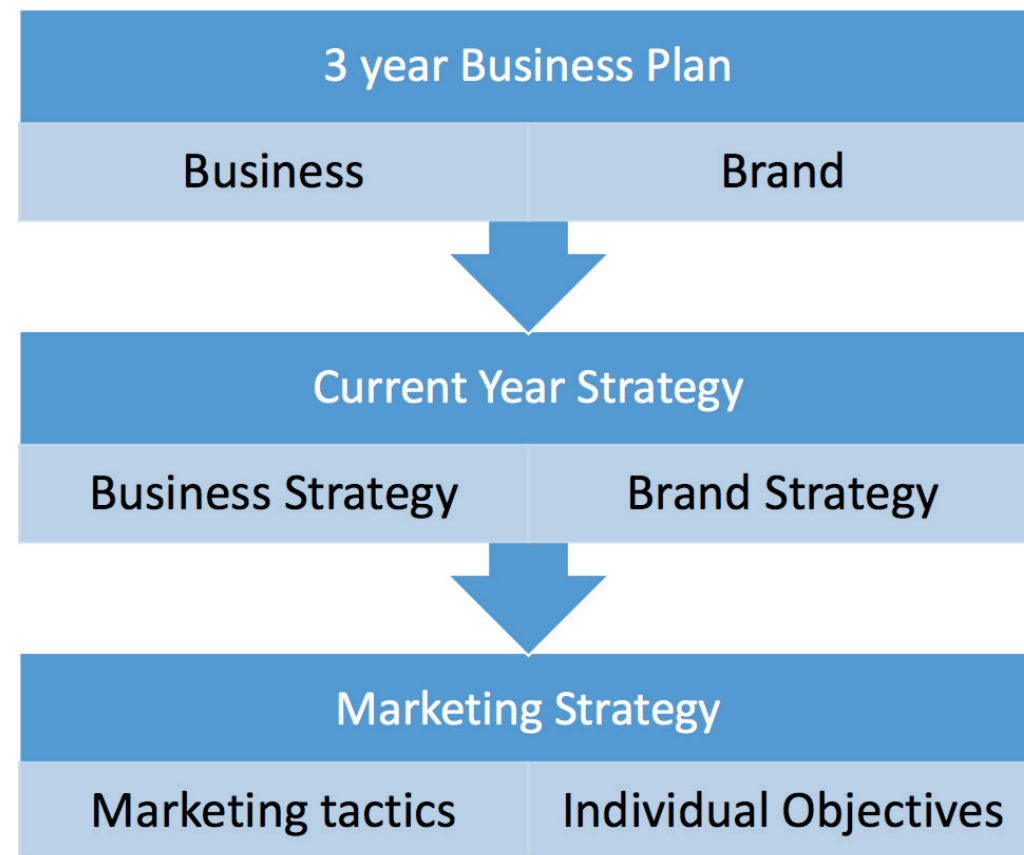 3 year Business Plan
Business
Brand
Current Year Strategy
Business Strategy
Brand Strategy
Marketing Strategy
Marketing tactics
Individual Objectives